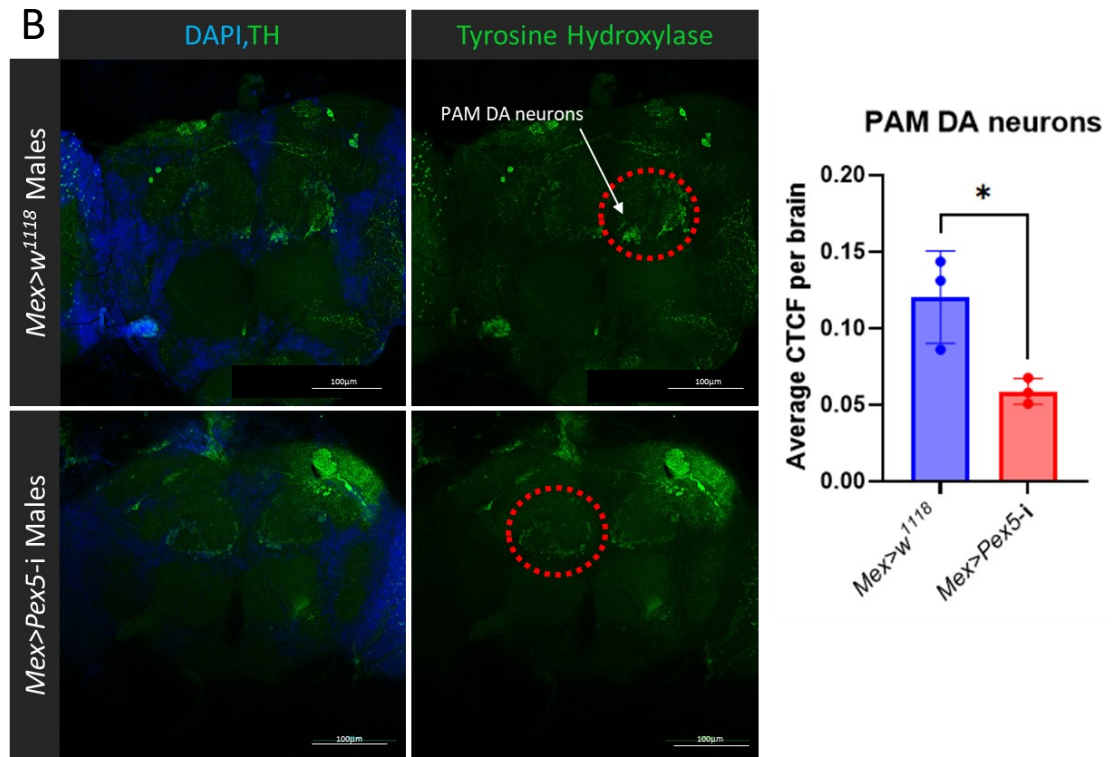 B
DAPI,TH
Tyrosine Hydroxylase
Mex>w1118 Males
PAM DA neurons
100µm
100µm
Mex>Pex5-i Males
100µm
100µm
PAM DA neurons
*
Average CTCF per brain
0.20
0.15
0.10
0.05
0.00
Mex>w1118
Mex>Pex5-i